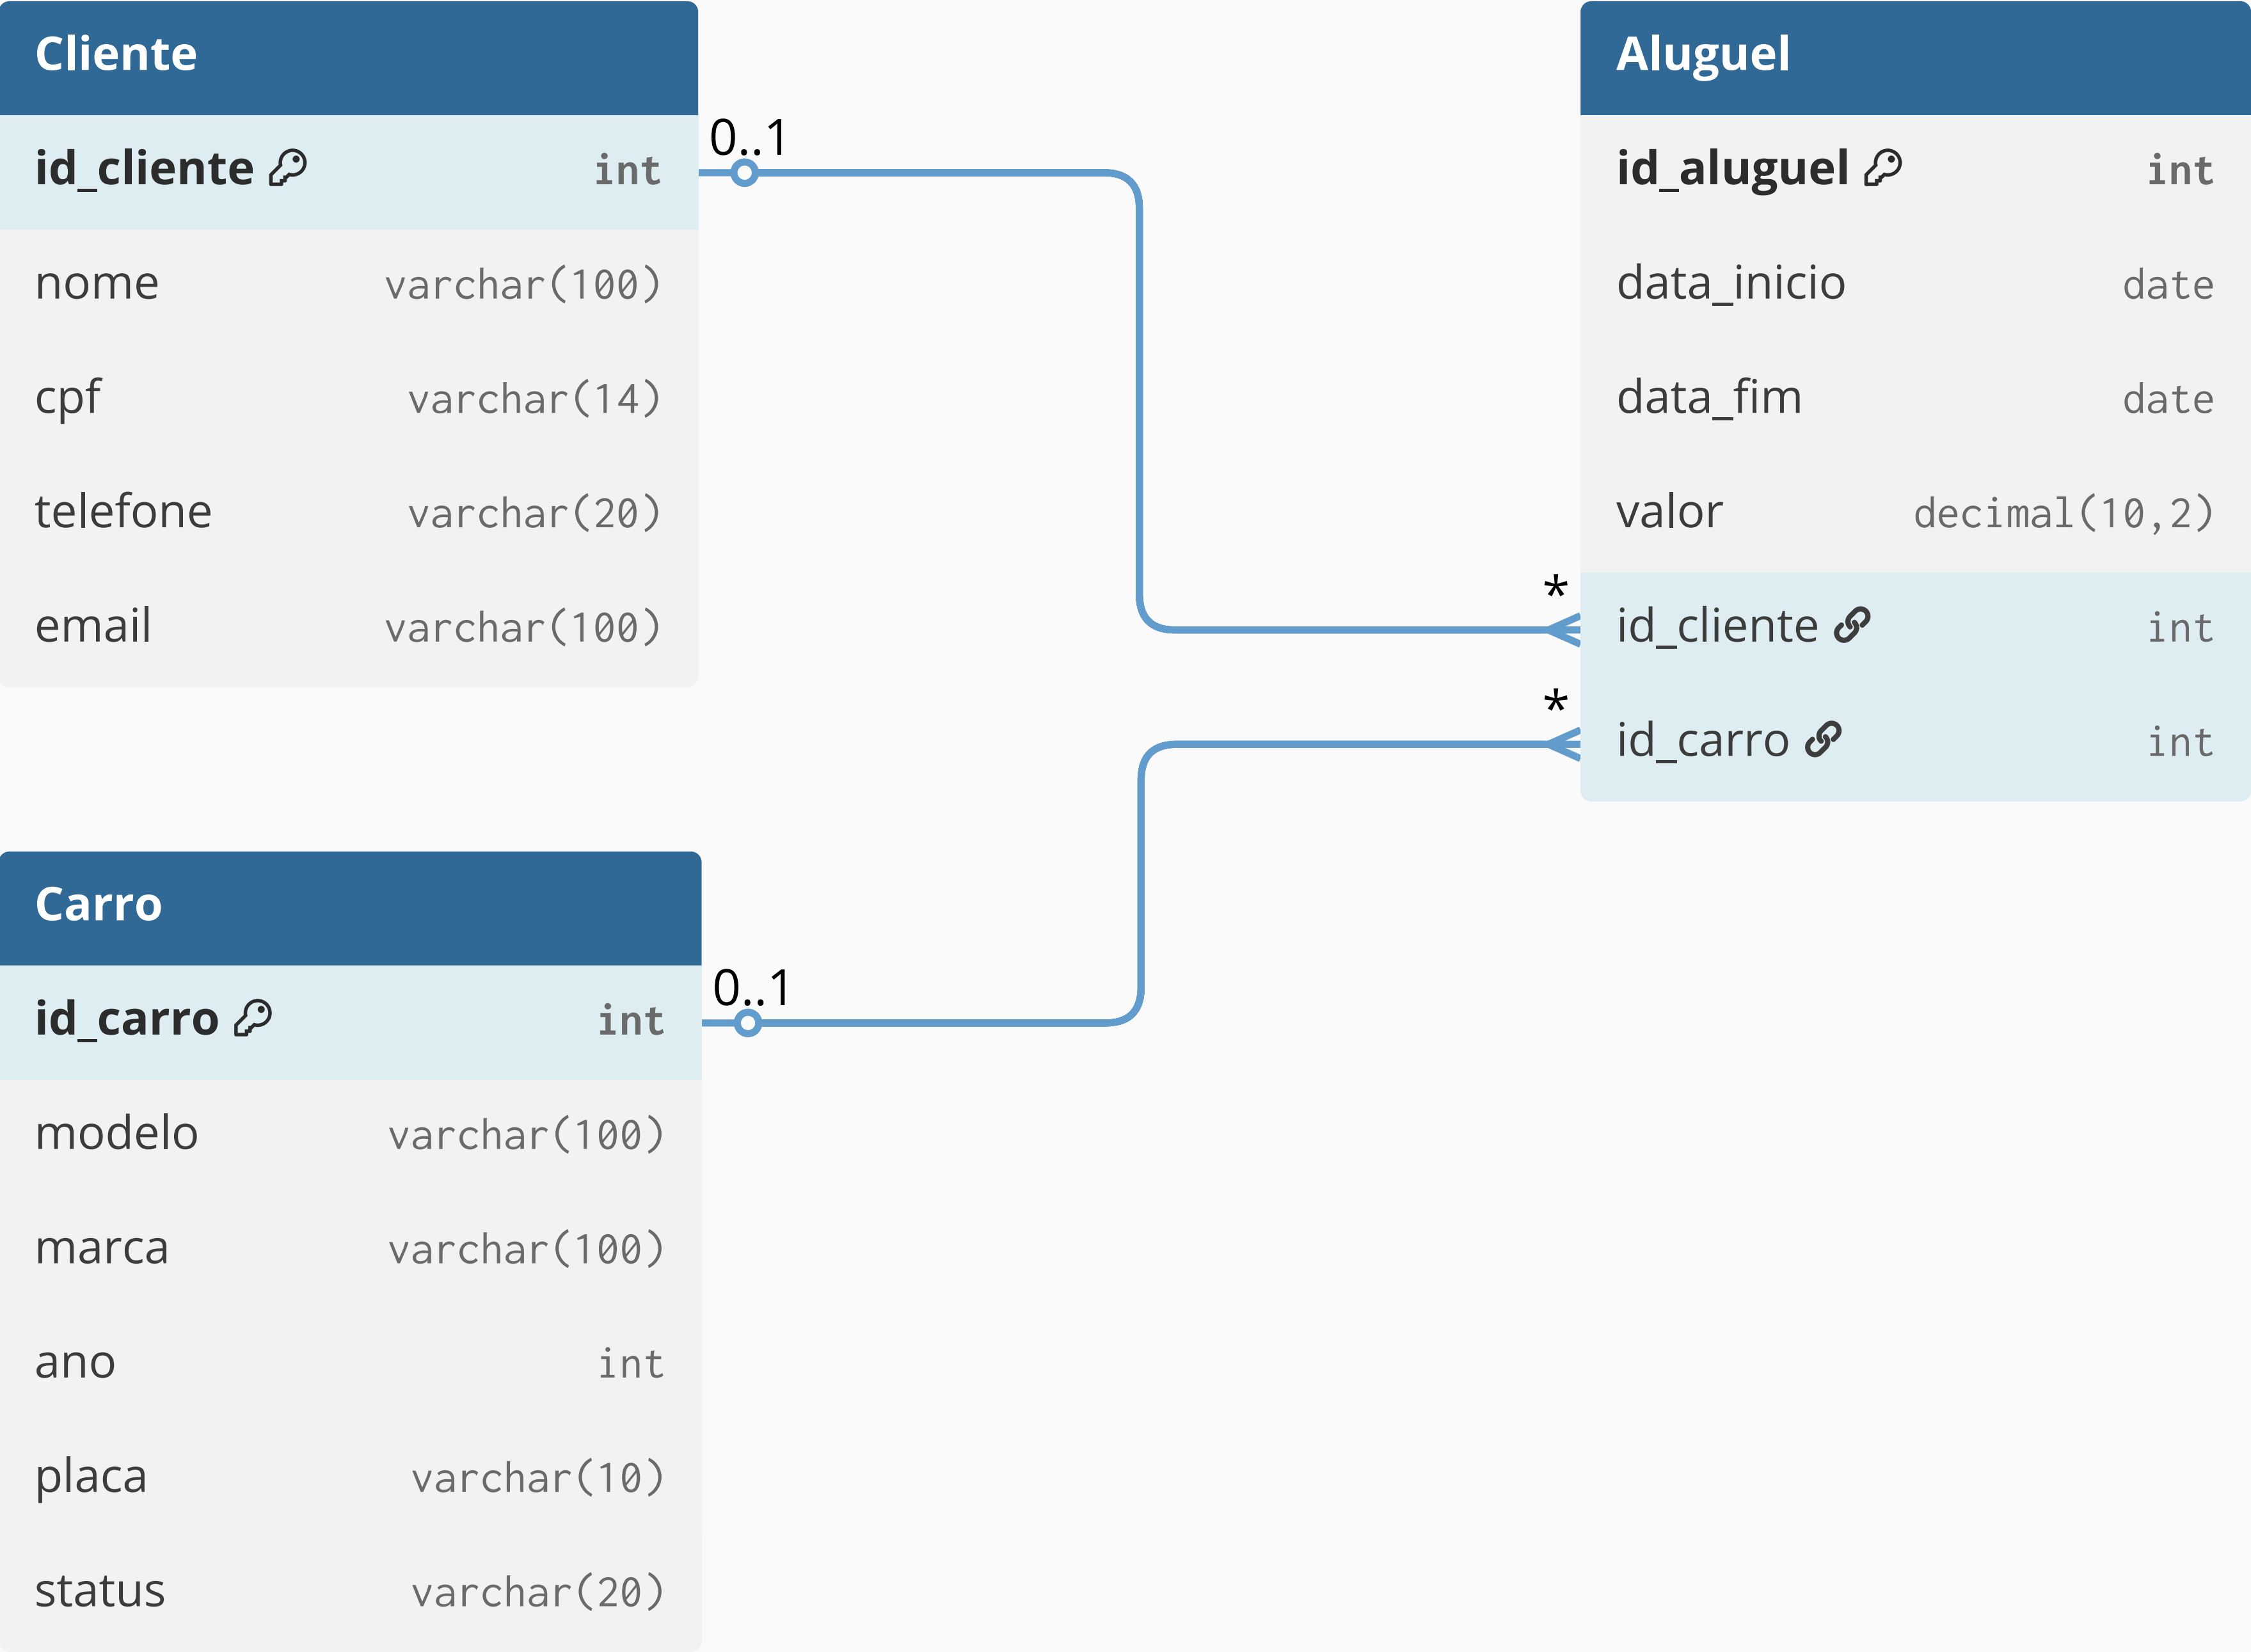 Cliente
id_cliente int
nome varchar(100)
cpf varchar(14)
telefone varchar(20)
email varchar(100)
0..1
*
Aluguel
id_aluguel int
data_inicio date
data_fim date
valor decimal(10,2)
id_cliente int
id_carro int
Carro
id_carro int
modelo varchar(100)
marca varchar(100)
ano int
placa varchar(10)
status varchar(20)
0..1
*